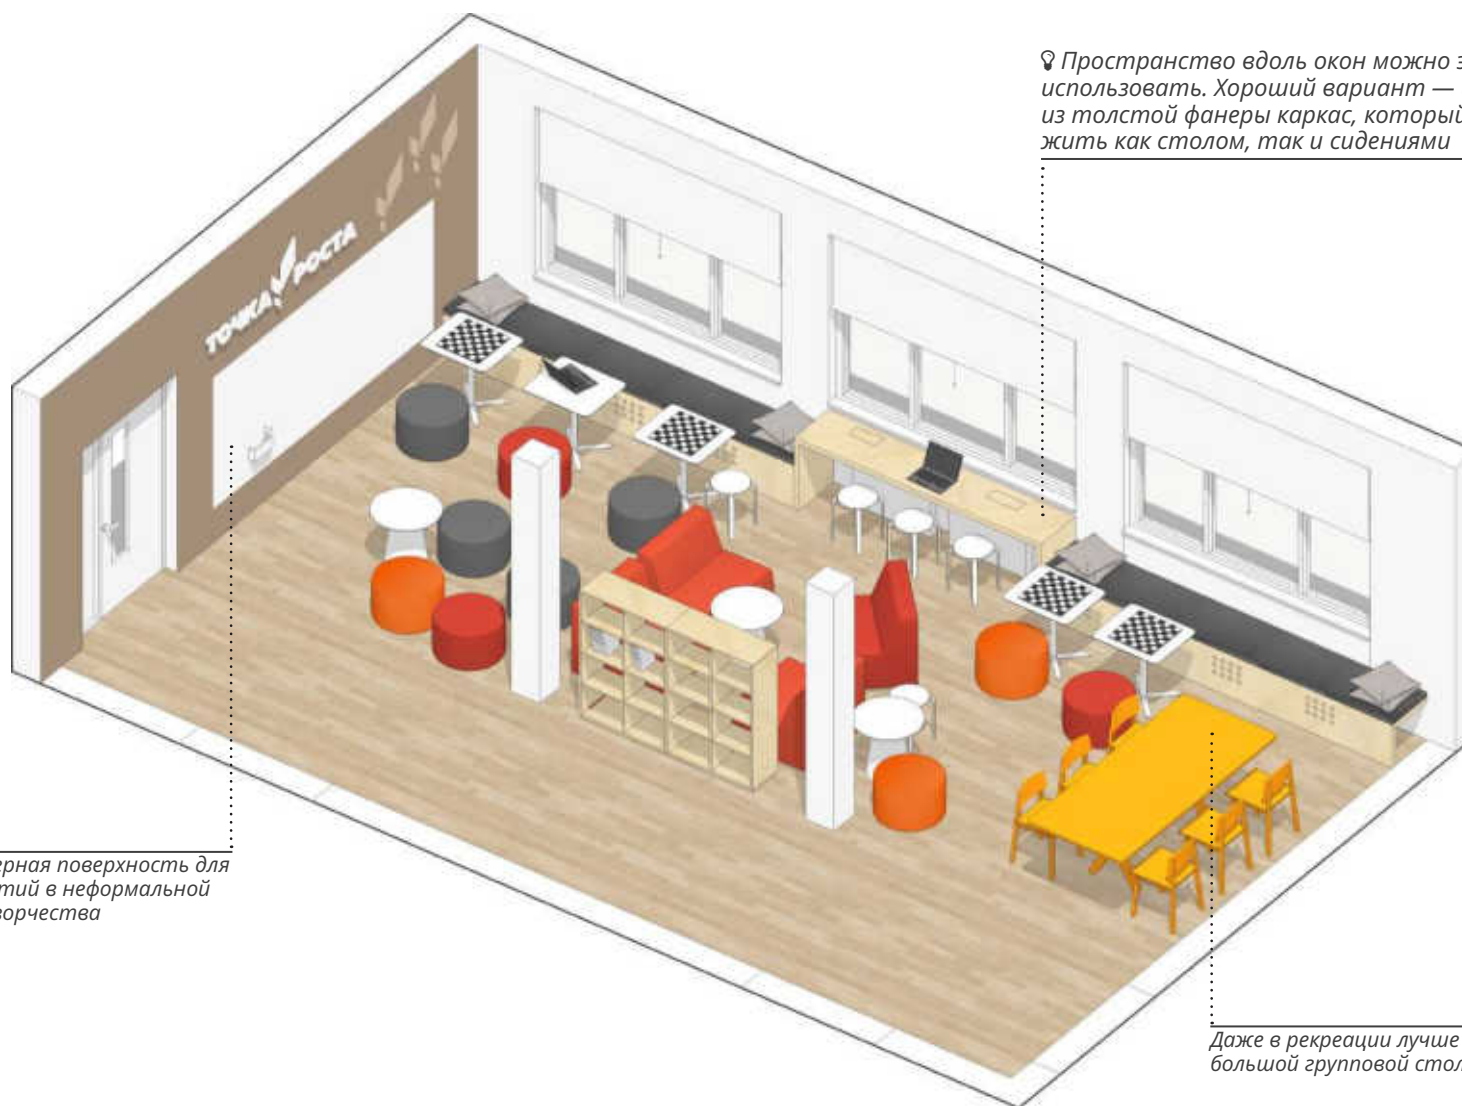 Пространство вдоль окон можно
использовать. Хороший вариант —
из толстой фанеры каркас, который
жить как столом, так и сидениями
ТОЧКА РОСТА
ерная поверхность для
тий в неформальной
ворчества
Даже в рекреации лучше
большой групповой стол